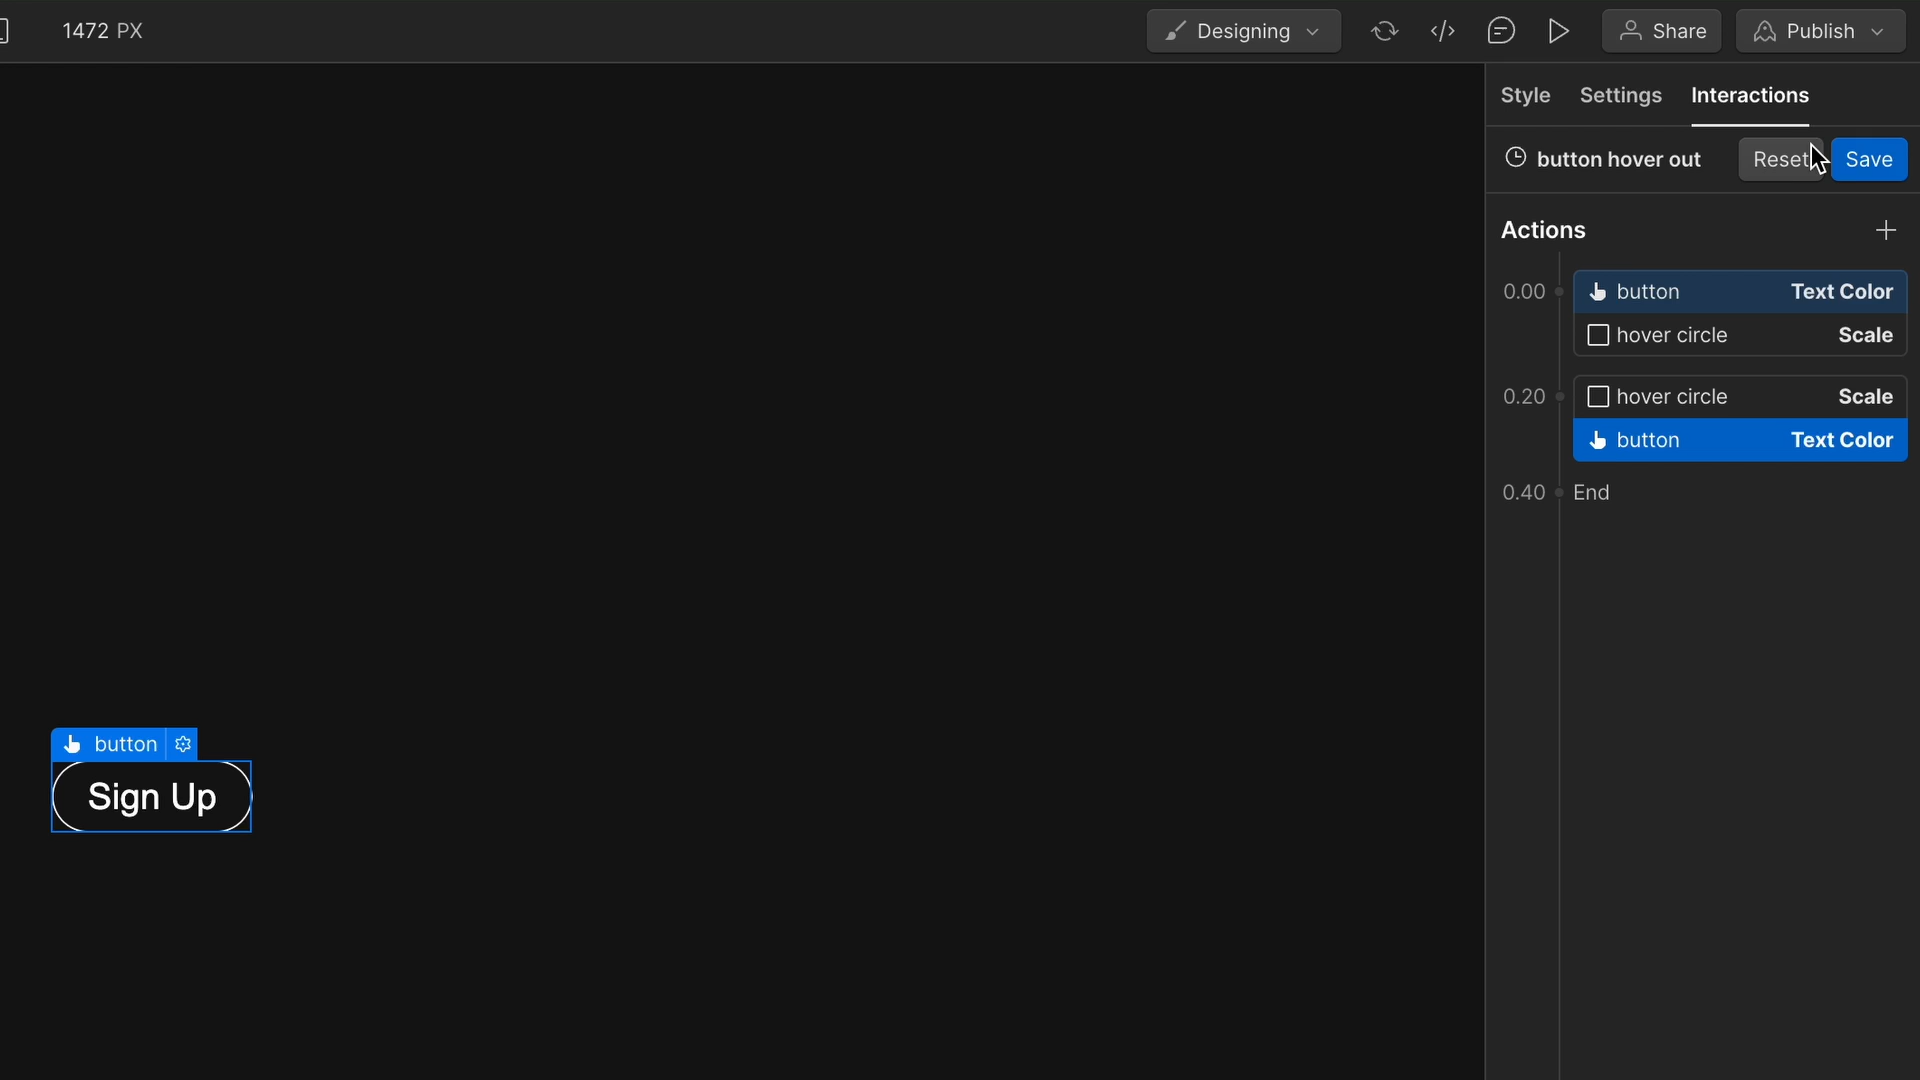 1472 PX
Designing
Share
Publish
Style Settings Interactions
button hover out
Reset
Save
Actions
0.00
button Text Color
hover circle Scale
0.20
hover circle Scale
button Text Color
0.40 End
button
Sign Up